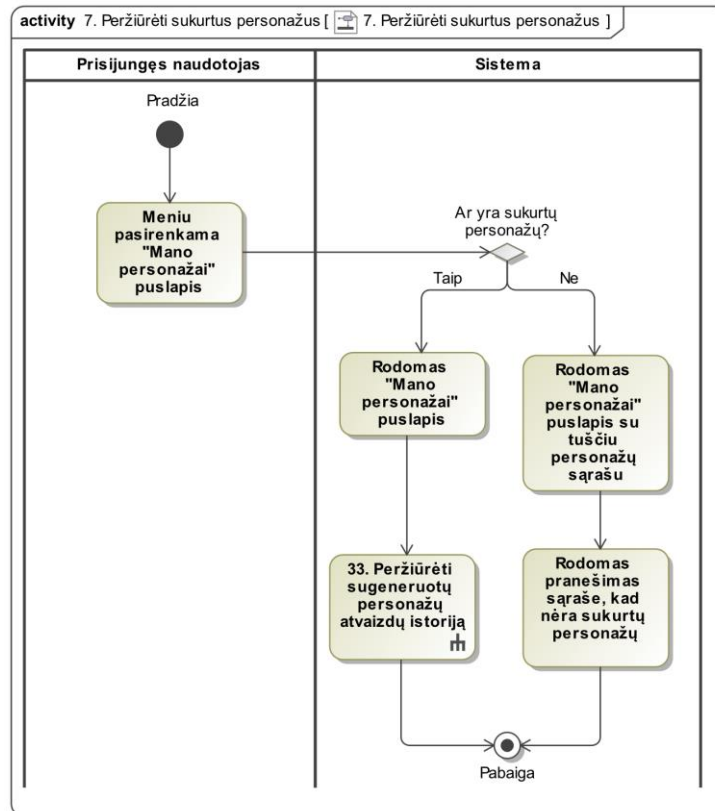 activity 7. Peržiūrėti sukurtus personažus [ 7. Peržiūrėti sukurtus personažus ]
Prisijungęs naudotojas
Sistema
Pradžia
Meniu
pasirenkama
"Mano
personažai"
puslapis
Ar yra sukurtų
personažų?
Taip
Ne
Rodomas
"Mano
personažai"
puslapis
Rodomas
"Mano
personažai"
puslapis su
tuščiu
personažų
sąrašu
33. Peržiūrėti
sugeneruotų
personažų
atvaizdų istoriją
Rodomas
pranešimas
sąraše, kad
nėra sukurtų
personažų
Pabaiga